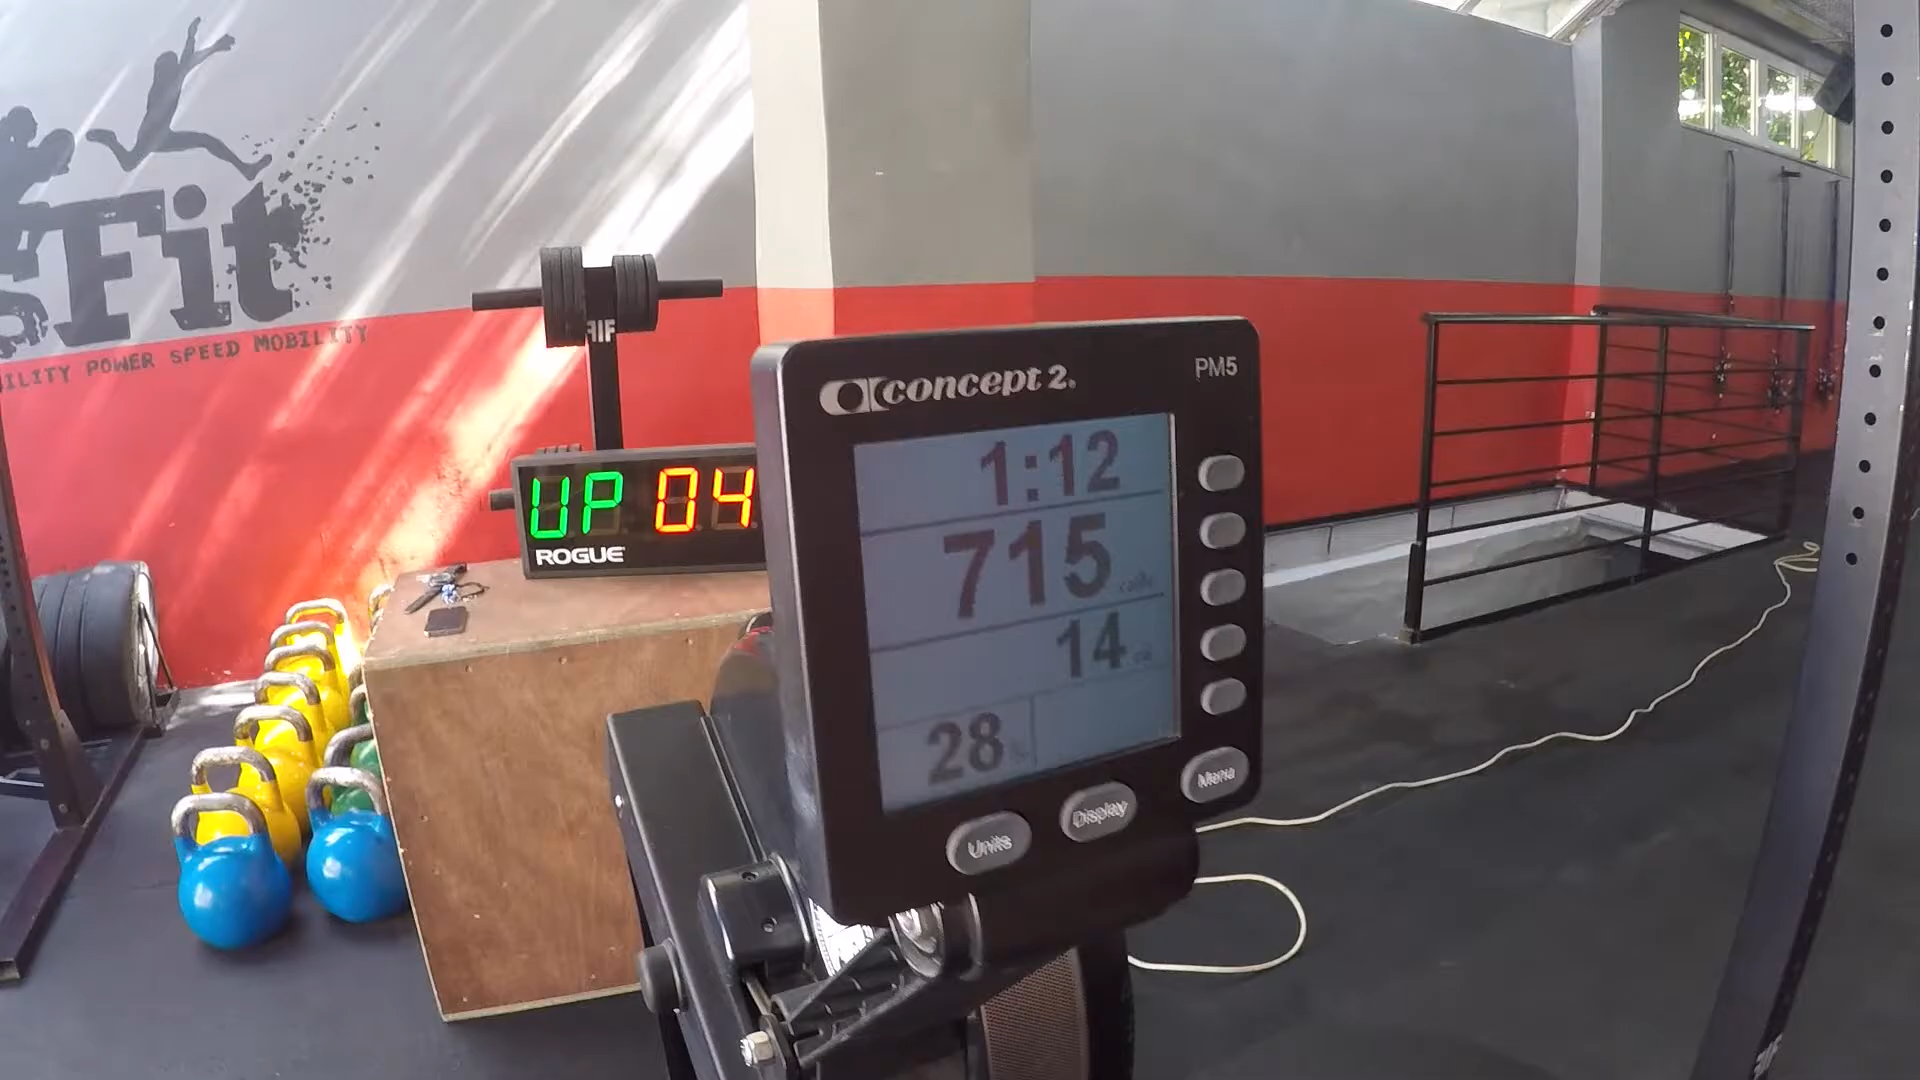 Fit
ILITY POWER SPEED MOBILITY
UP 04
ROGUE
concept 2.
PM5
1:12
715
14
28
Units
Display
Menu